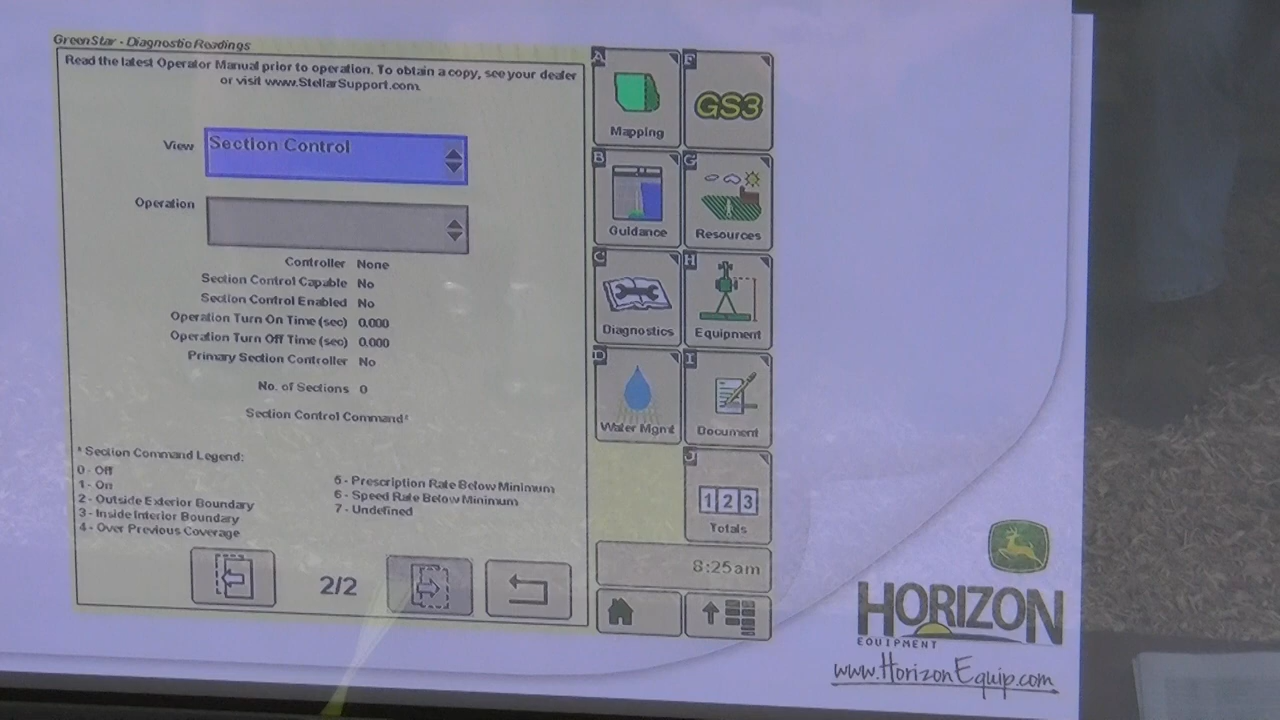 GreenStar - Diagnostic Readings
Read the latest Operator Manual prior to operation. To obtain a copy, see your dealer
or visit www.StellarSupport.com.
View
Section Control
Operation
Controller None
Section Control Capable No
Section Control Enabled No
Operation Turn On Time (sec) 0.000
Operation Turn Off Time (sec) 0.000
Primary Section Controller No
No. of Sections 0
Section Control Command*
* Section Command Legend:
0 - Off
1 - On
2 - Outside Exterior Boundary
3 - Inside Interior Boundary
4 - Over Previous Coverage
5 - Prescription Rate Below Minimum
6 - Speed Rate Below Minimum
7 - Undefined
2/2
A
Mapping
F
GS3
B
Guidance
G
Resources
C
Diagnostics
H
Equipment
D
Water Mgmt
I
Document
J
1 2 3
Totals
8:25am
HORIZON
EQUIPMENT
www.HorizonEquip.com